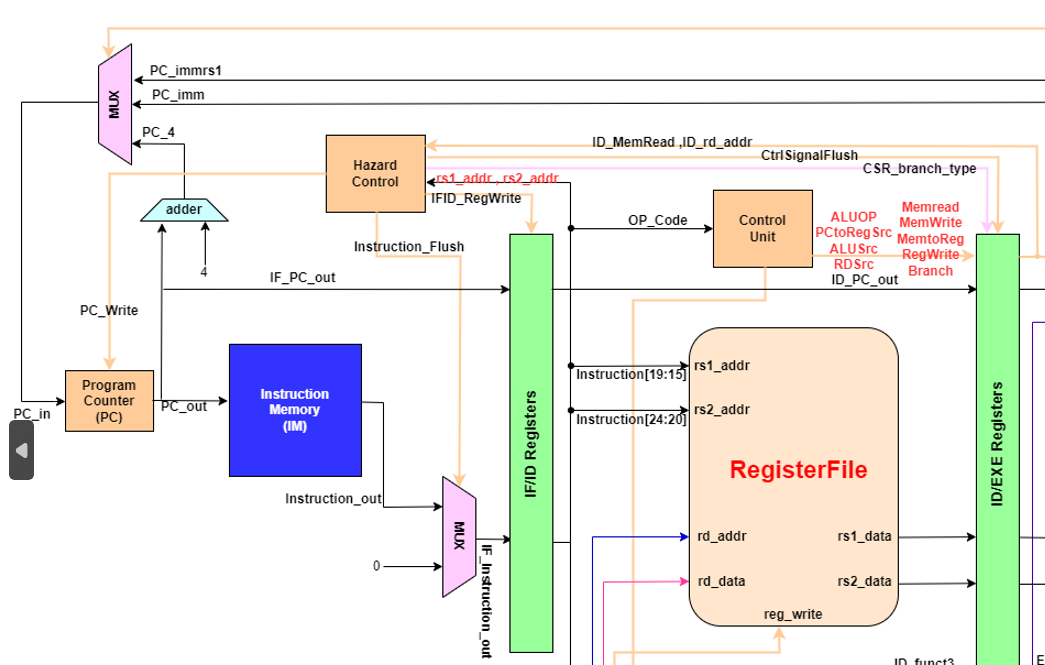 PC_immrs1
PC_imm
MUX
PC_4
ID_MemRead ,ID_rd_addr
CtrlSignalFlush
CSR_branch_type
Hazard
Control
rs1_addr, rs2_addr
IFID_RegWrite
adder
4
OP_Code
Control
Unit
ALUOP
PCtoRegSrc
ALUSrc
RDSrc
Memread
MemWrite
MemtoReg
RegWrite
Branch
Instruction_Flush
IF_PC_out
ID_PC_out
PC_Write
Program
Counter
(PC)
PC_in
PC_out
Instruction
Memory
(IM)
Instruction_out
0
MUX
IF_Instruction_out
IF/ID Registers
Instruction[19:15]
rs1_addr
Instruction[24:20]
rs2_addr
RegisterFile
rd_addr
rs1_data
rd_data
rs2_data
reg_write
ID/EXE Registers
ID_funct3
E